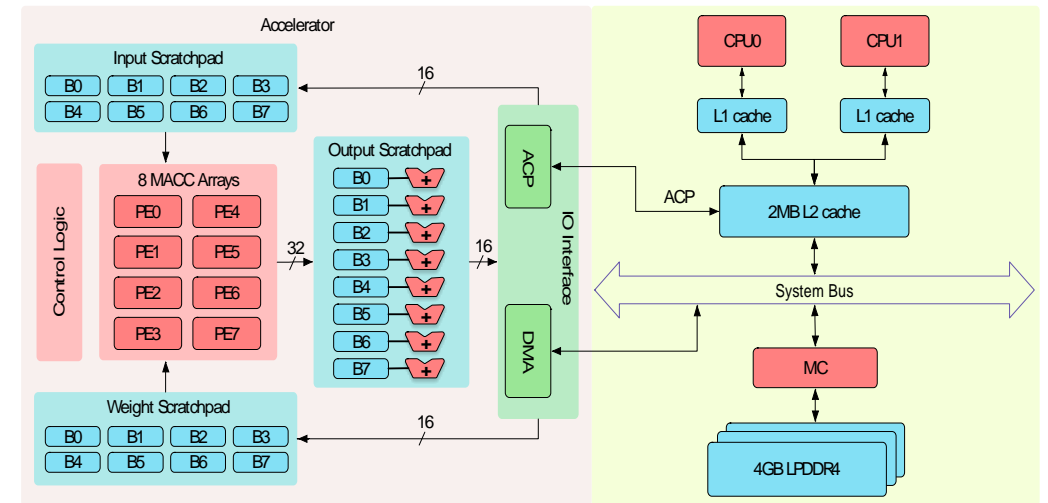 Accelerator
Input Scratchpad
B0 B1 B2 B3
B4 B5 B6 B7
16
Control Logic
8 MACC Arrays
PE0 PE4
PE1 PE5
PE2 PE6
PE3 PE7
32
Output Scratchpad
B0 +
B1 +
B2 +
B3 +
B4 +
B5 +
B6 +
B7 +
16
ACP
IO Interface
DMA
Weight Scratchpad
B0 B1 B2 B3
B4 B5 B6 B7
16
CPU0 CPU1
L1 cache L1 cache
ACP
2MB L2 cache
System Bus
MC
4GB LPDDR4